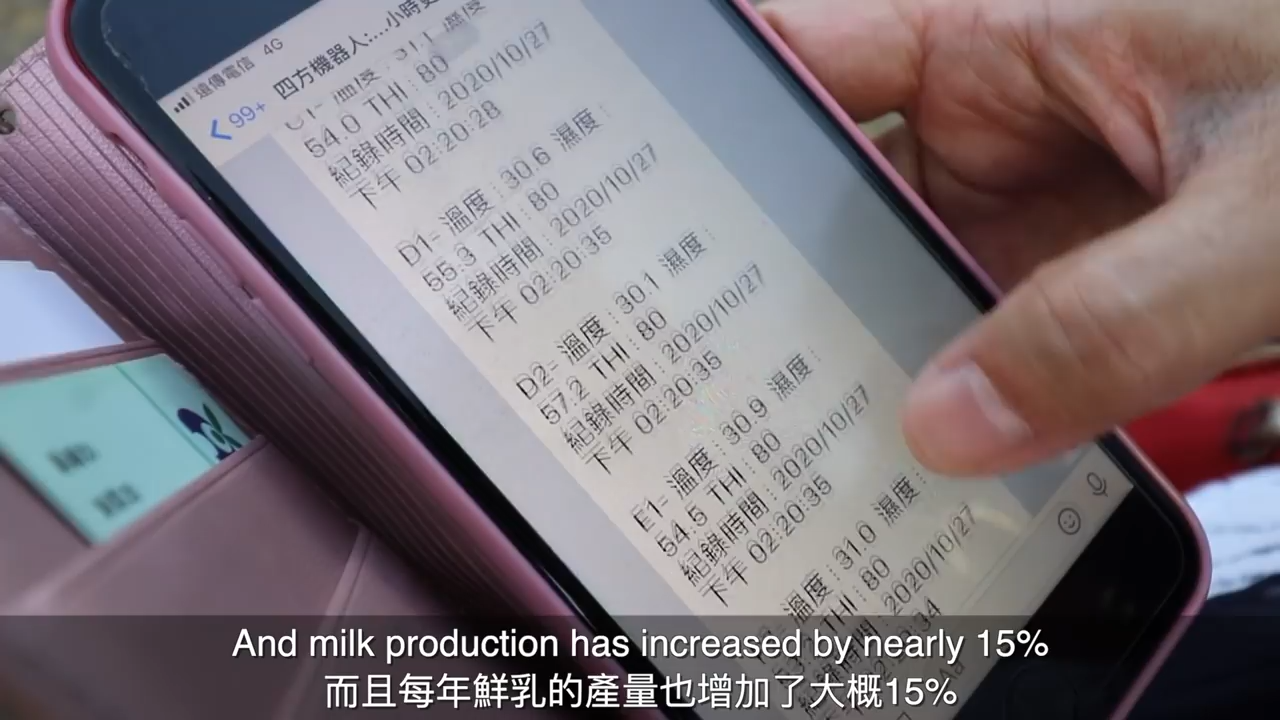 遠傳電信 4G
99+
四方機器人:...小時
54.0 THI : 80
紀錄時間 : 2020/10/27
下午 02:20:28
D1= 溫度 : 30.6 濕度 :
55.3 THI : 80
紀錄時間 : 2020/10/27
下午 02:20:35
D2= 溫度 : 30.1 濕度 :
57.2 THI : 80
紀錄時間 : 2020/10/27
下午 02:20:35
E1= 溫度 : 30.9 濕度 :
54.5 THI : 80
紀錄時間 : 2020/10/27
下午 02:20:35
溫度 : 31.0 濕度 :
THI : 80
2020/10/27
And milk production has increased by nearly 15%
而且每年鮮乳的產量也增加了大概15%